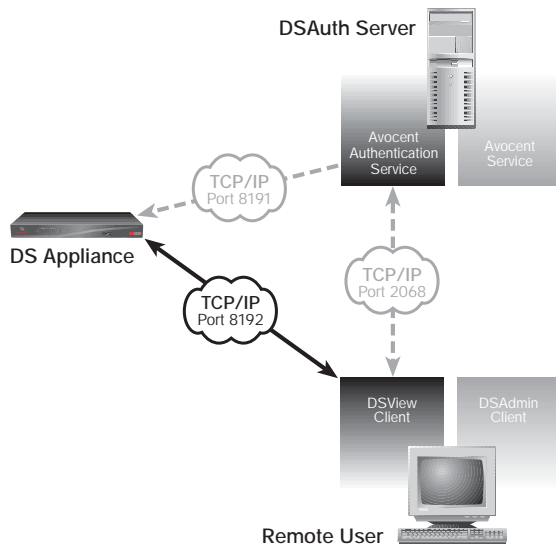 DSAuth Server
Avocent
Authentication
Service
Avocent
Service
TCP/IP
Port 8191
DS Appliance
TCP/IP
Port 2068
TCP/IP
Port 8192
DSView
Client
DSAdmin
Client
Remote User